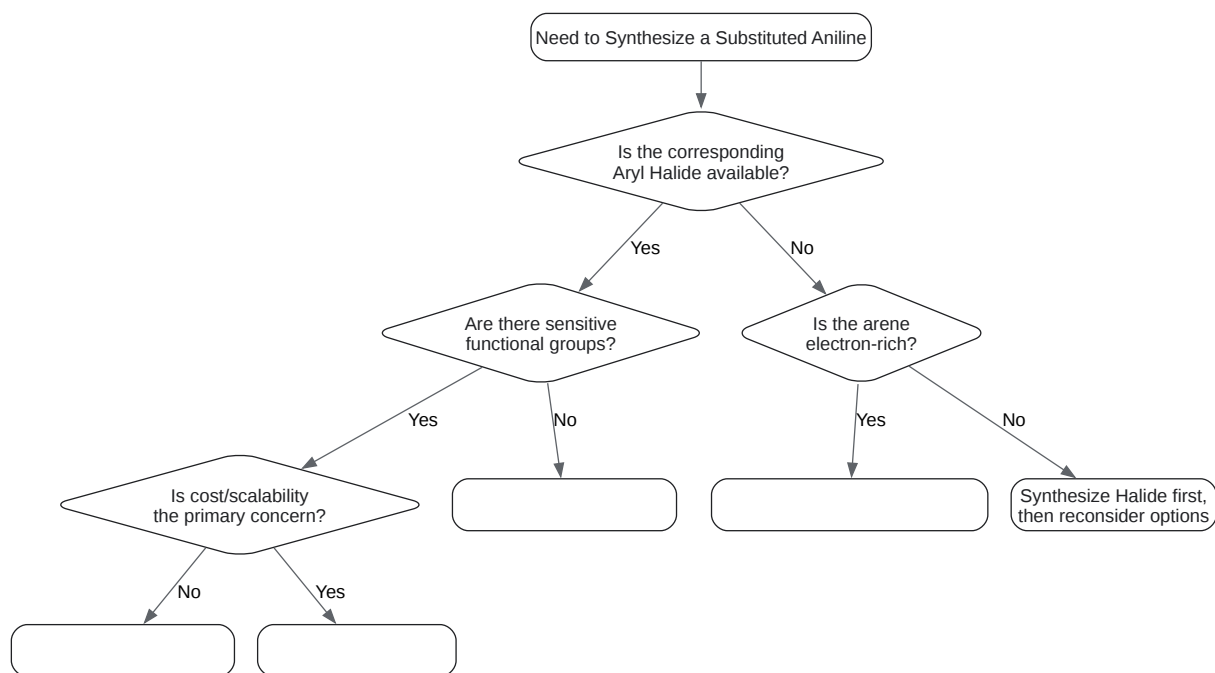 Need to Synthesize a Substituted Aniline
Is the corresponding
Aryl Halide available?
Yes
No
Are there sensitive
functional groups?
Is the arene
electron-rich?
Yes
No
Yes
No
Is cost/scalability
the primary concern?
Synthesize Halide first,
then reconsider options
No
Yes